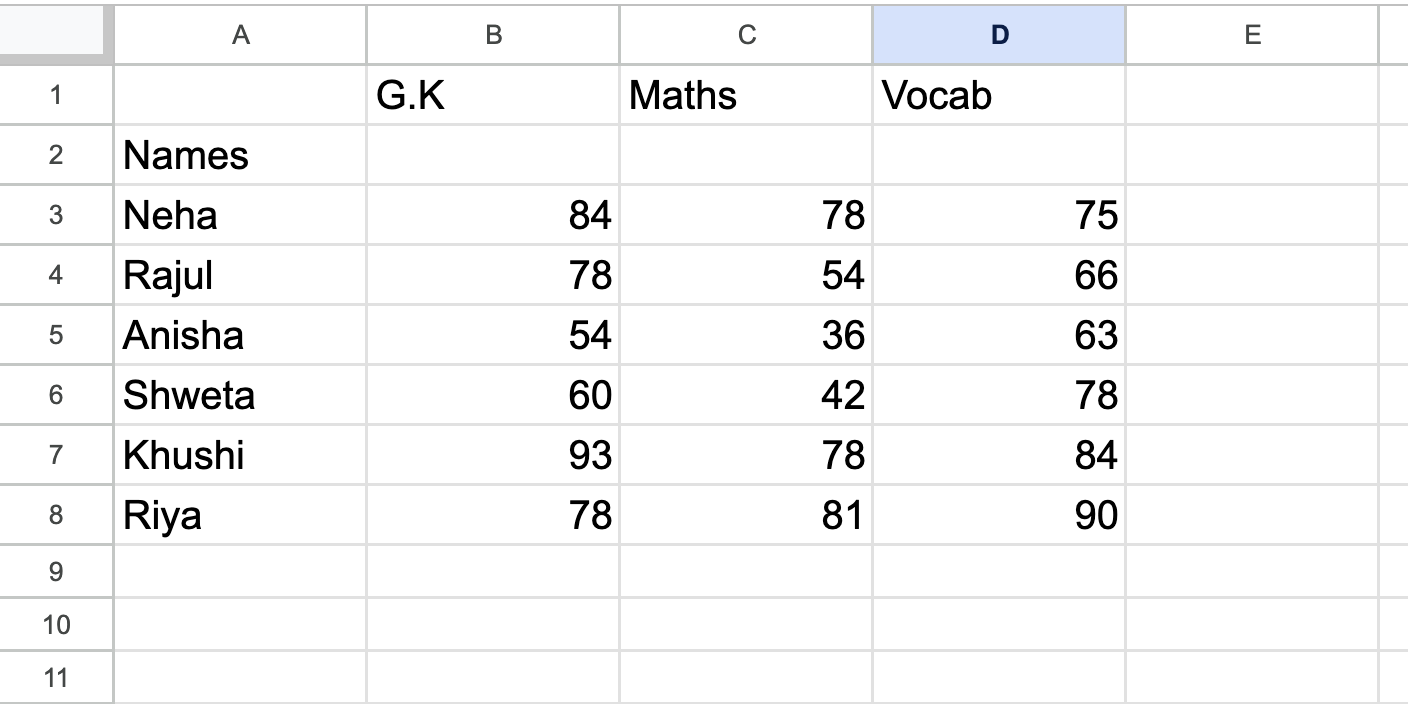 A B C D E
1 G.K Maths Vocab
2 Names
3 Neha 84 78 75
4 Rajul 78 54 66
5 Anisha 54 36 63
6 Shweta 60 42 78
7 Khushi 93 78 84
8 Riya 78 81 90
9
10
11